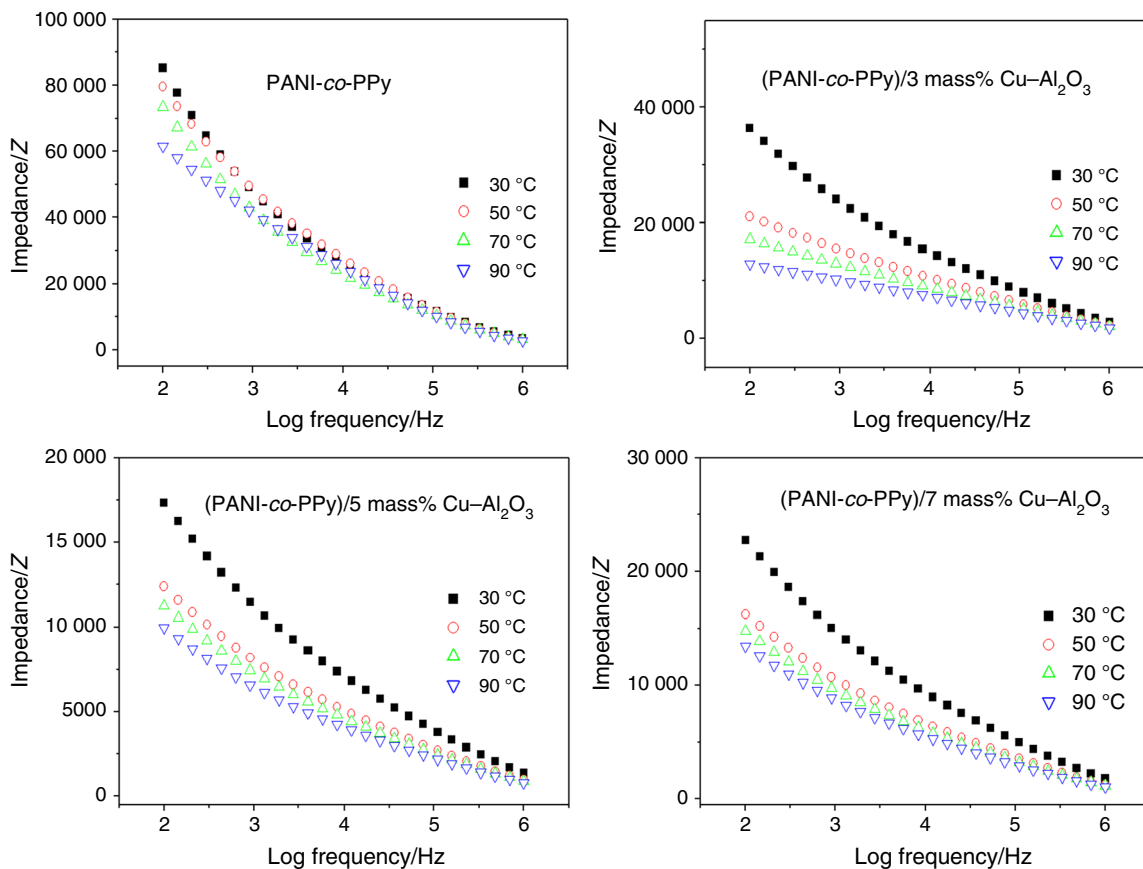 100 000
80 000
60 000
40 000
20 000
0
Impedance/Z
PANI-co-PPy
30 °C
50 °C
70 °C
90 °C
2 3 4 5 6
Log frequency/Hz
40 000
20 000
0
Impedance/Z
(PANI-co-PPy)/3 mass% Cu–Al₂O₃
30 °C
50 °C
70 °C
90 °C
2 3 4 5 6
Log frequency/Hz
20 000
15 000
10 000
5000
0
Impedance/Z
(PANI-co-PPy)/5 mass% Cu–Al₂O₃
30 °C
50 °C
70 °C
90 °C
2 3 4 5 6
Log frequency/Hz
30 000
20 000
10 000
0
Impedance/Z
(PANI-co-PPy)/7 mass% Cu–Al₂O₃
30 °C
50 °C
70 °C
90 °C
2 3 4 5 6
Log frequency/Hz